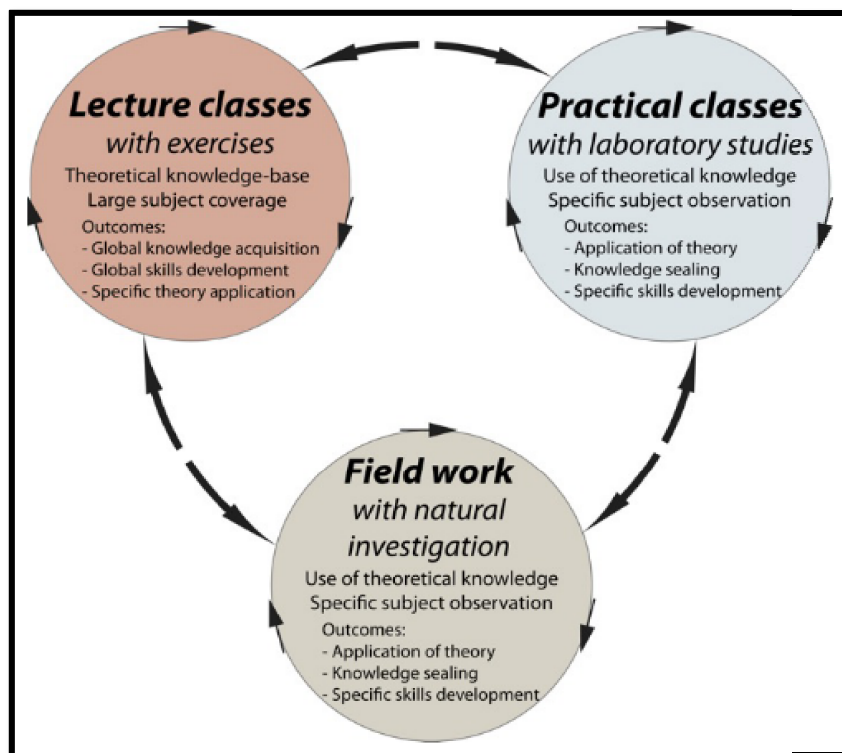 Lecture classes
with exercises
Theoretical knowledge-base
Large subject coverage
Outcomes:
- Global knowledge acquisition
- Global skills development
- Specific theory application
Practical classes
with laboratory studies
Use of theoretical knowledge
Specific subject observation
Outcomes:
- Application of theory
- Knowledge sealing
- Specific skills development
Field work
with natural
investigation
Use of theoretical knowledge
Specific subject observation
Outcomes:
- Application of theory
- Knowledge sealing
- Specific skills development